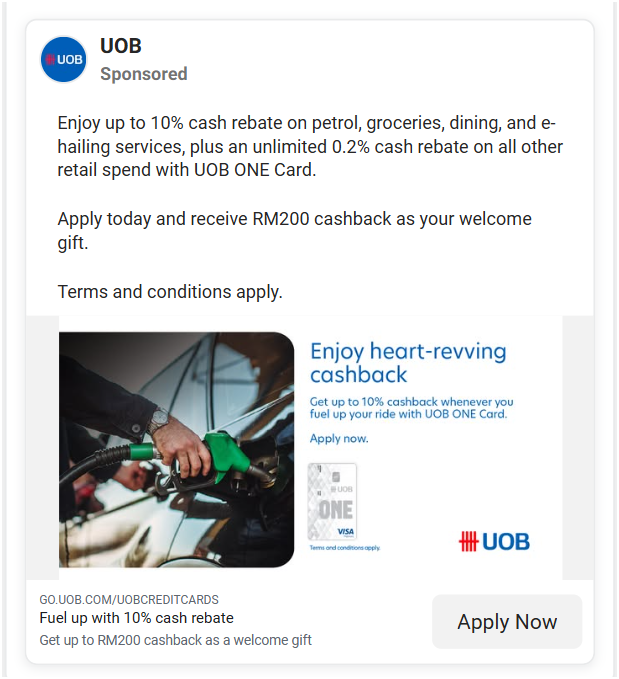 UOB
UOB
Sponsored
Enjoy up to 10% cash rebate on petrol, groceries, dining, and e-
hailing services, plus an unlimited 0.2% cash rebate on all other
retail spend with UOB ONE Card.
Apply today and receive RM200 cashback as your welcome
gift.
Terms and conditions apply.
Enjoy heart-revving
cashback
Get up to 10% cashback whenever you
fuel up your ride with UOB ONE Card.
Apply now.
UOB
ONE
VISA
Terms and conditions apply.
UOB
GO.UOB.COM/UOBCREDITCARDS
Fuel up with 10% cash rebate
Get up to RM200 cashback as a welcome gift
Apply Now